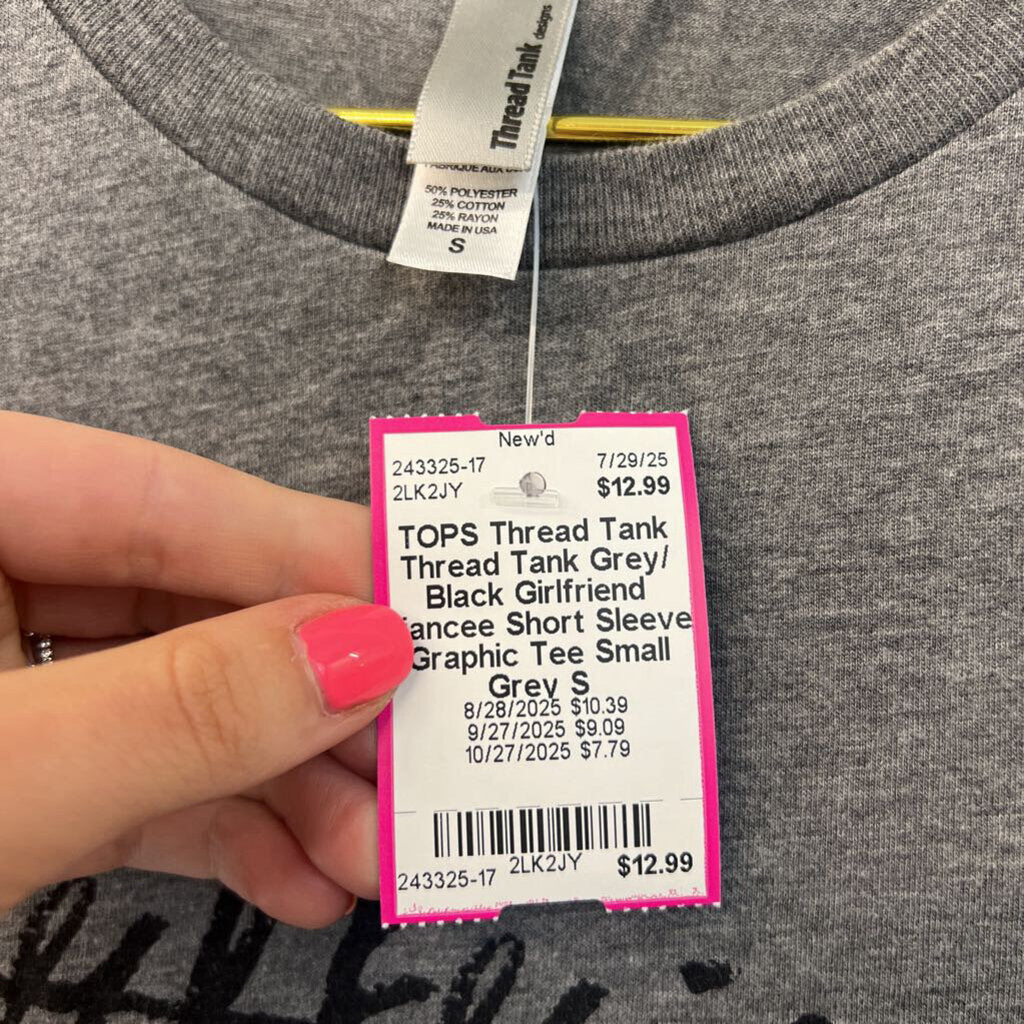 Thread Tank designs
50% POLYESTER
25% COTTON
25% RAYON
MADE IN USA
S
New'd
243325-17 7/29/25
2LK2JY $12.99
TOPS Thread Tank
Thread Tank Grey/
Black Girlfriend
Short Sleeve
Graphic Tee Small
Grey S
8/28/2025 $10.39
9/27/2025 $9.09
10/27/2025 $7.79
243325-17 2LK2JY $12.99